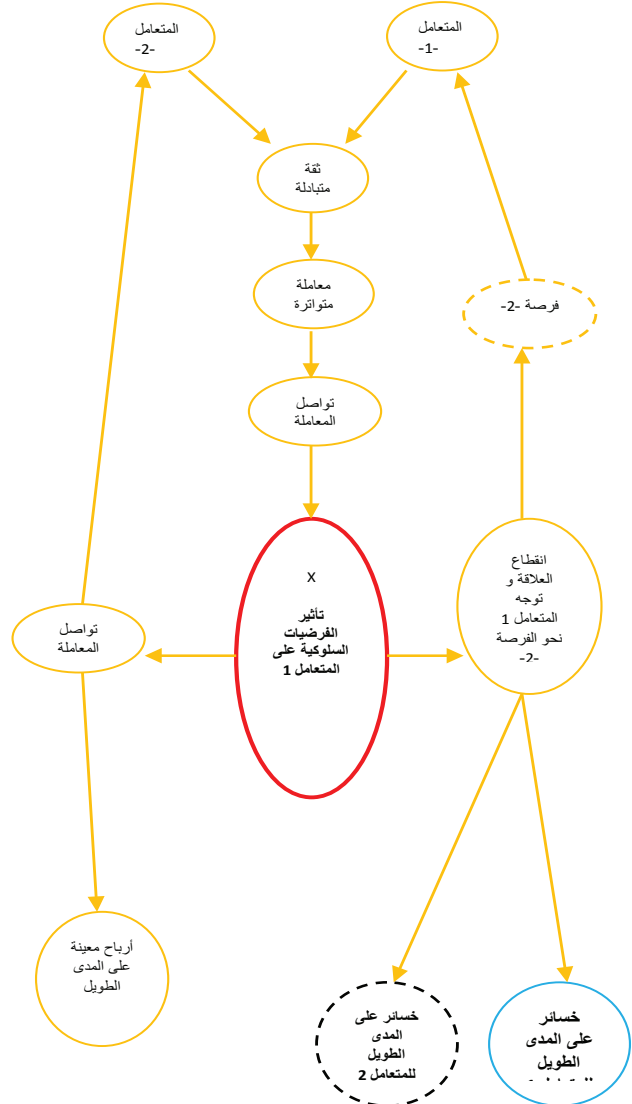 المتعامل
-1-
المتعامل
-2-
ثقة
متبادلة
معاملة
متواترة
فرصة -2-
تواصل
المعاملة
X
تأثير
الفرضيات
السلوكية على
المتعامل 1
انقطاع
العلاقة و
توجه
المتعامل 1
نحو الفرصة
-2-
تواصل
المعاملة
أرباح معينة
على المدى
الطويل
خسائر على
المدى
الطويل
للمتعامل 2
خسائر
على المدى
الطويل